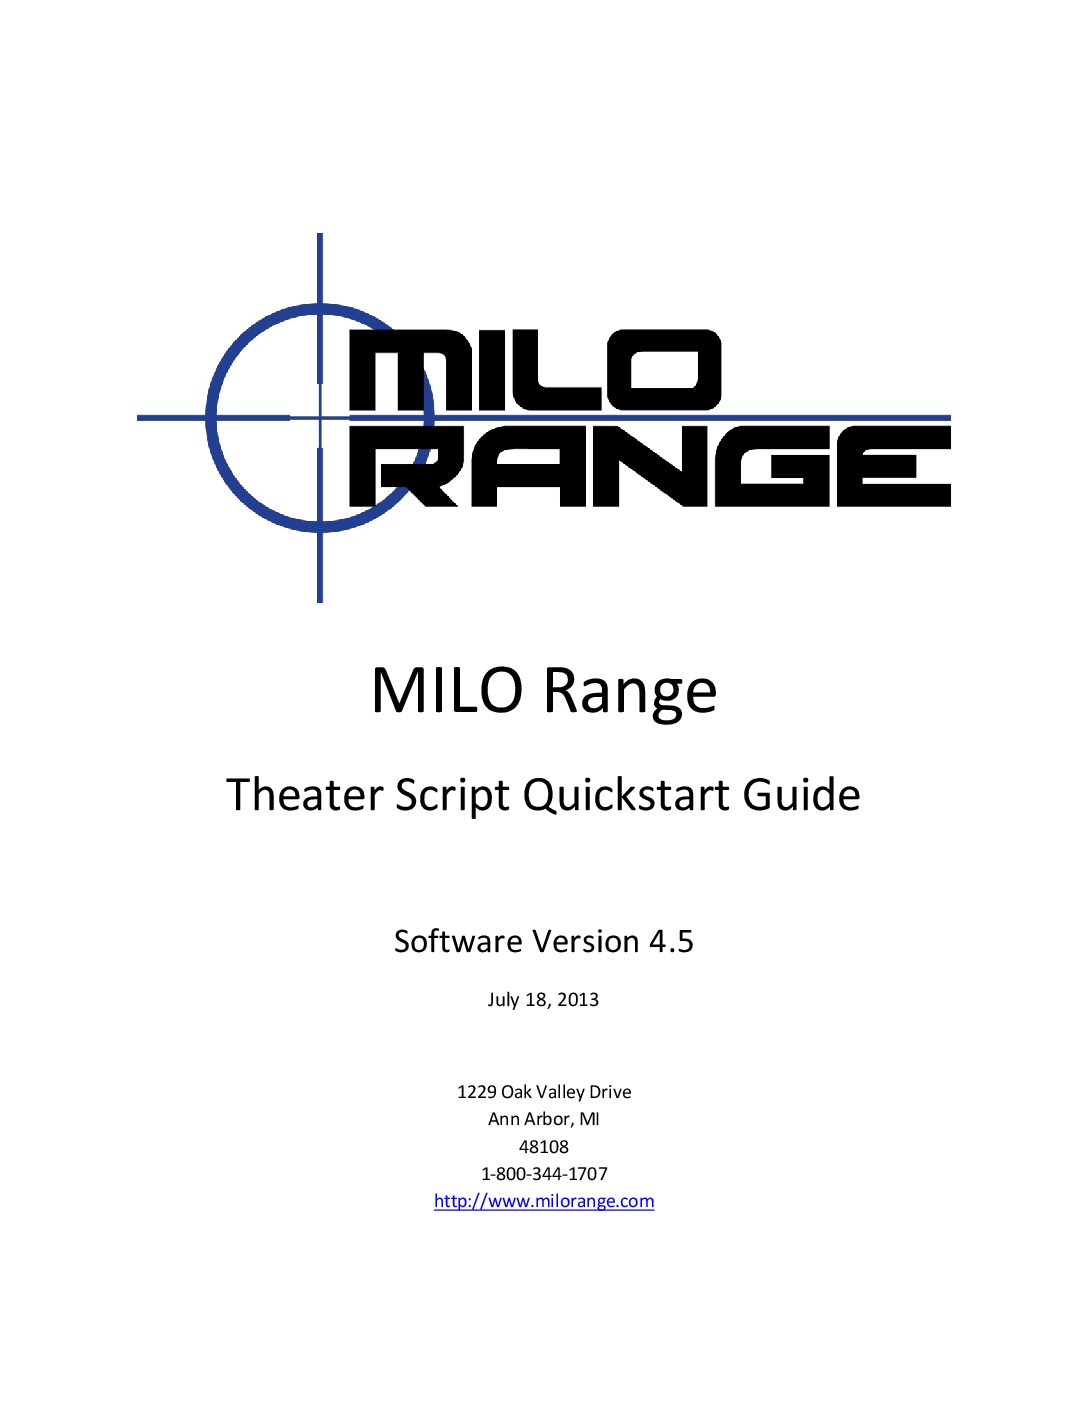 MILO
RANGE
MILO Range
Theater Script Quickstart Guide
Software Version 4.5
July 18, 2013
1229 Oak Valley Drive
Ann Arbor, MI
48108
1-800-344-1707
http://www.milorange.com